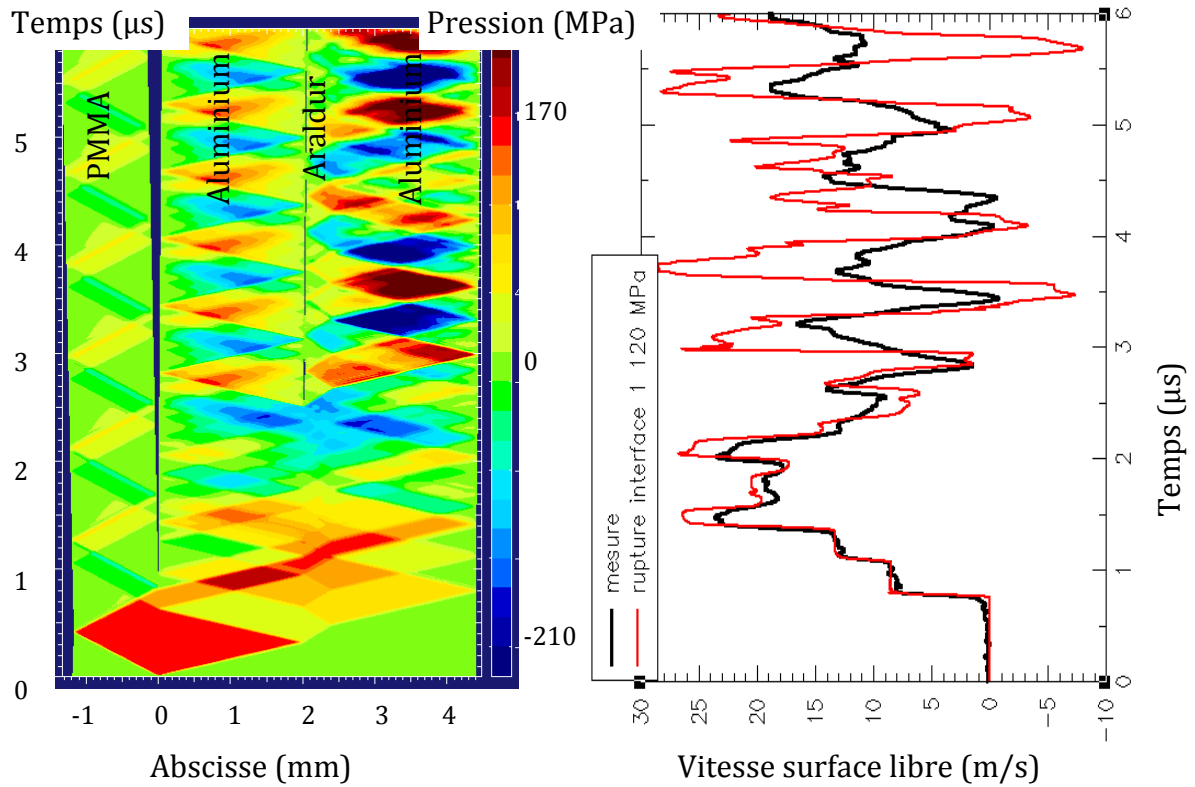 Temps (µs)
Pression (MPa)
PMMA
Aluminium
Araldur
Aluminium
170
0
-210
5
4
3
2
1
0
-1
0
1
2
3
4
Abscisse (mm)
mesure
rupture interface 1 120 MPa
6
5
4
3
2
1
0
30
25
20
15
10
5
0
-5
-10
Temps (µs)
Vitesse surface libre (m/s)